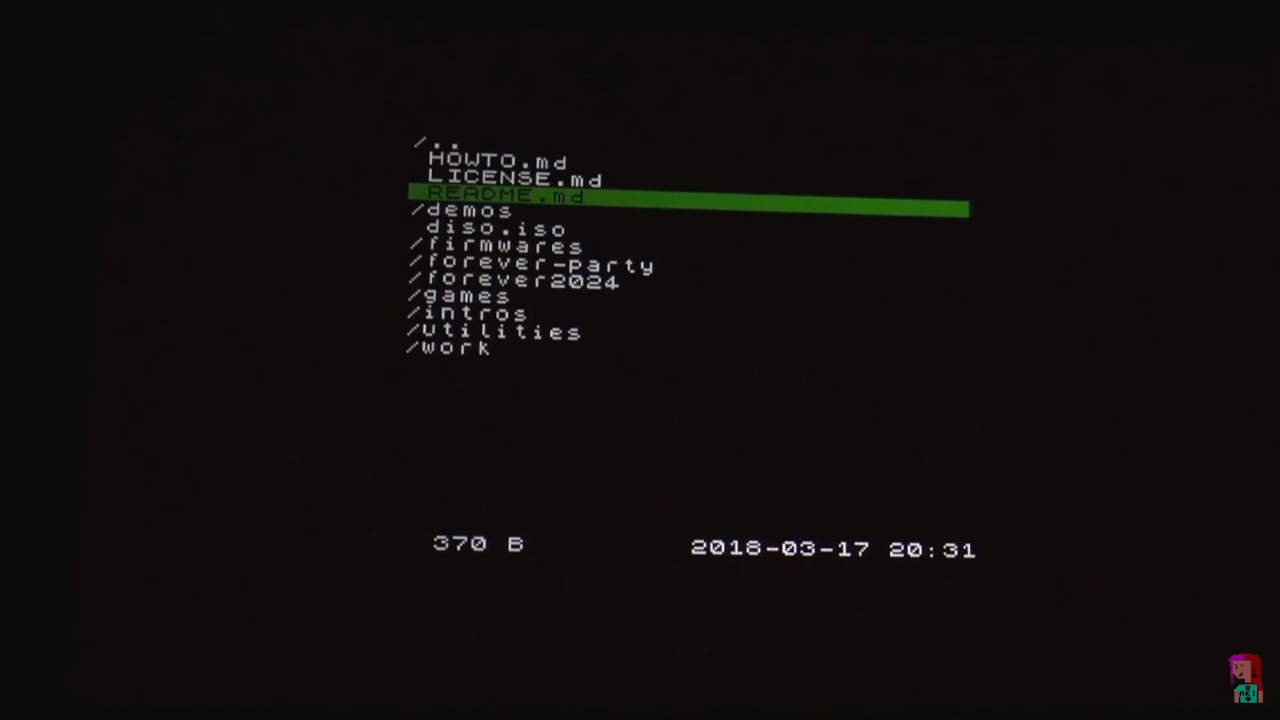 /..
HOWTO.md
LICENSE.md
README.md
/demos
diso.iso
/firmwares
/forever-party
/forever2024
/games
/intros
/utilities
/work
370 B 2018-03-17 20:31
AKI